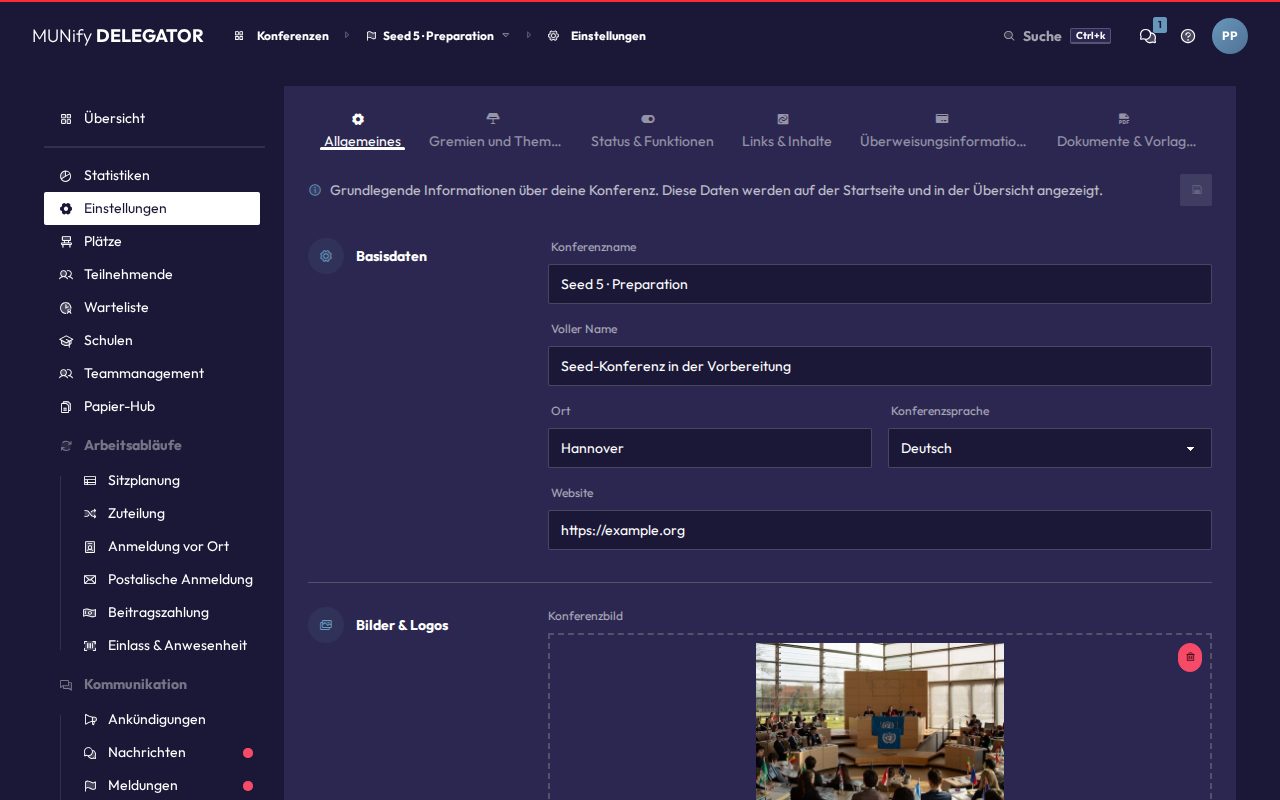 MUNify DELEGATOR
Konferenzen
Seed 5 · Preparation
Einstellungen
Suche
Ctrl+k
1
PP
Übersicht
Statistiken
Einstellungen
Plätze
Teilnehmende
Warteliste
Schulen
Teammanagement
Papier-Hub
Arbeitsabläufe
Sitzplanung
Zuteilung
Anmeldung vor Ort
Postalische Anmeldung
Beitragszahlung
Einlass & Anwesenheit
Kommunikation
Ankündigungen
Nachrichten
Meldungen
Allgemeines
Gremien und Them...
Status & Funktionen
Links & Inhalte
Überweisungsinformatio...
Dokumente & Vorlag...
Grundlegende Informationen über deine Konferenz. Diese Daten werden auf der Startseite und in der Übersicht angezeigt.
Basisdaten
Konferenzname
Seed 5 · Preparation
Voller Name
Seed-Konferenz in der Vorbereitung
Ort
Konferenzsprache
Hannover
Deutsch
Website
https://example.org
Bilder & Logos
Konferenzbild